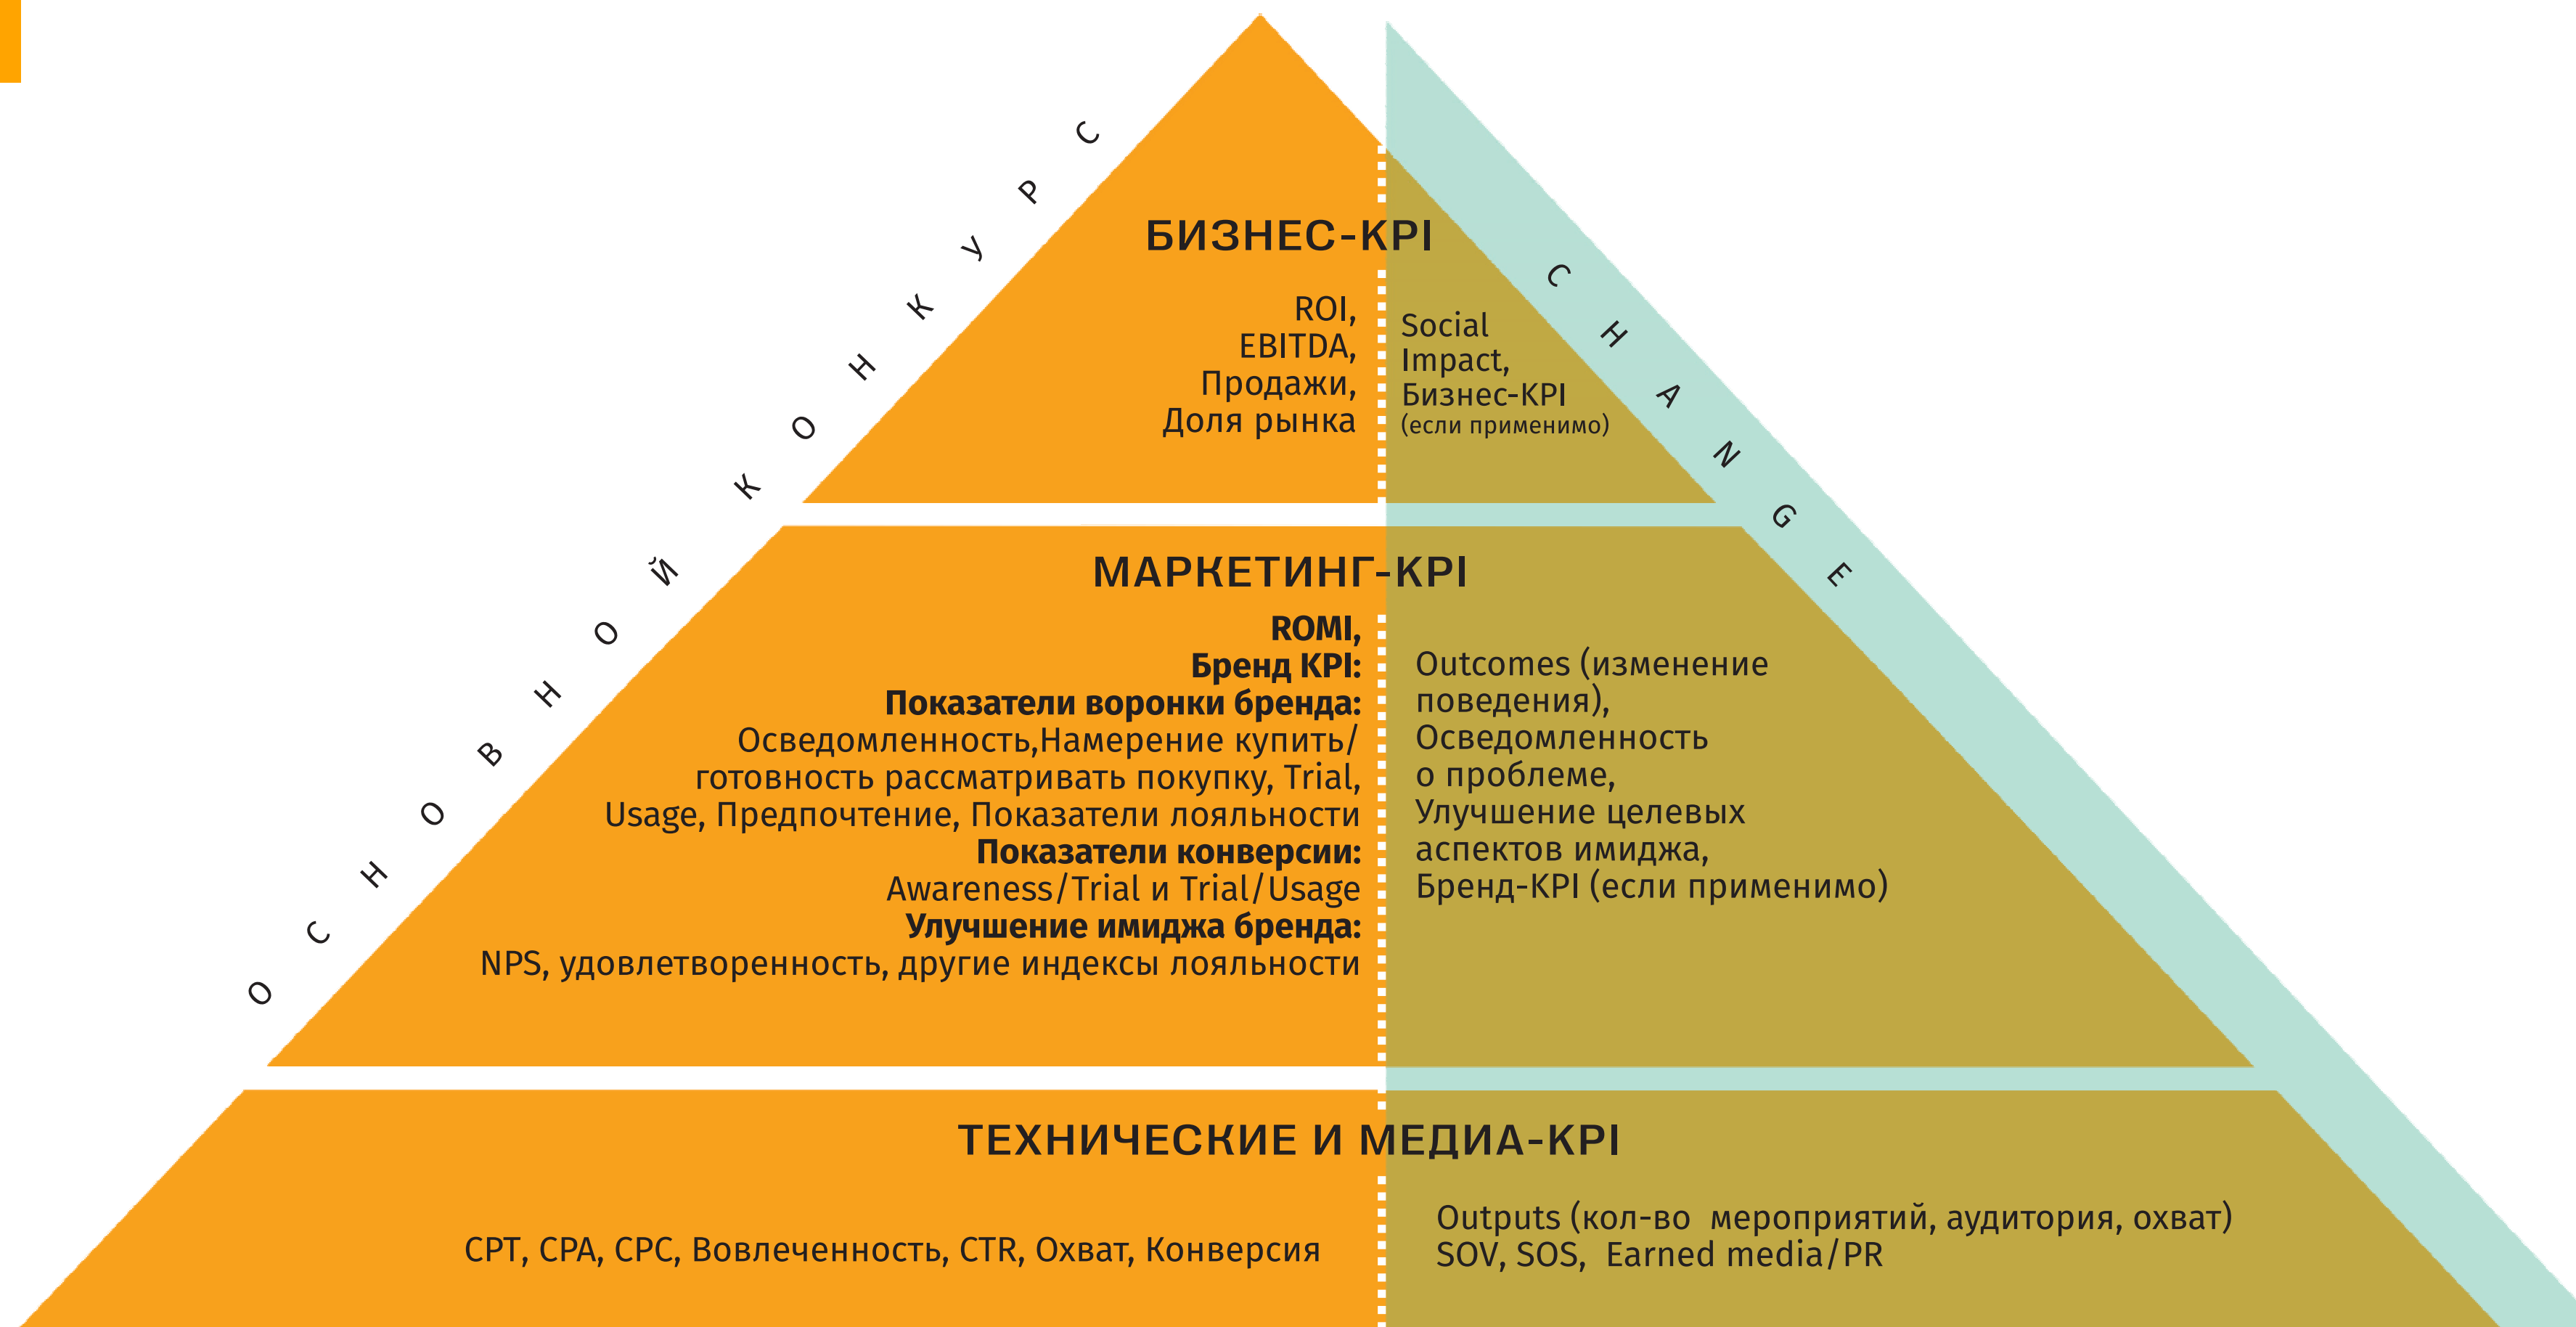 ОСНОВНОЙ КОНКУРС
CHANGE
БИЗНЕС-KPI
ROI,
EBITDA,
Продажи,
Доля рынка
Social
Impact,
Бизнес-KPI
(если применимо)
МАРКЕТИНГ-KPI
ROMI,
Бренд KPI:
Показатели воронки бренда:
Осведомленность,Намерение купить/
готовность рассматривать покупку, Trial,
Usage, Предпочтение, Показатели лояльности
Показатели конверсии:
Awareness/Trial и Trial/Usage
Улучшение имиджа бренда:
NPS, удовлетворенность, другие индексы лояльности
Outcomes (изменение
поведения),
Осведомленность
о проблеме,
Улучшение целевых
аспектов имиджа,
Бренд-KPI (если применимо)
ТЕХНИЧЕСКИЕ И МЕДИА-KPI
CPT, CPA, CPC, Вовлеченность, CTR, Охват, Конверсия
Outputs (кол-во  мероприятий, аудитория, охват)
SOV, SOS,  Earned media/PR